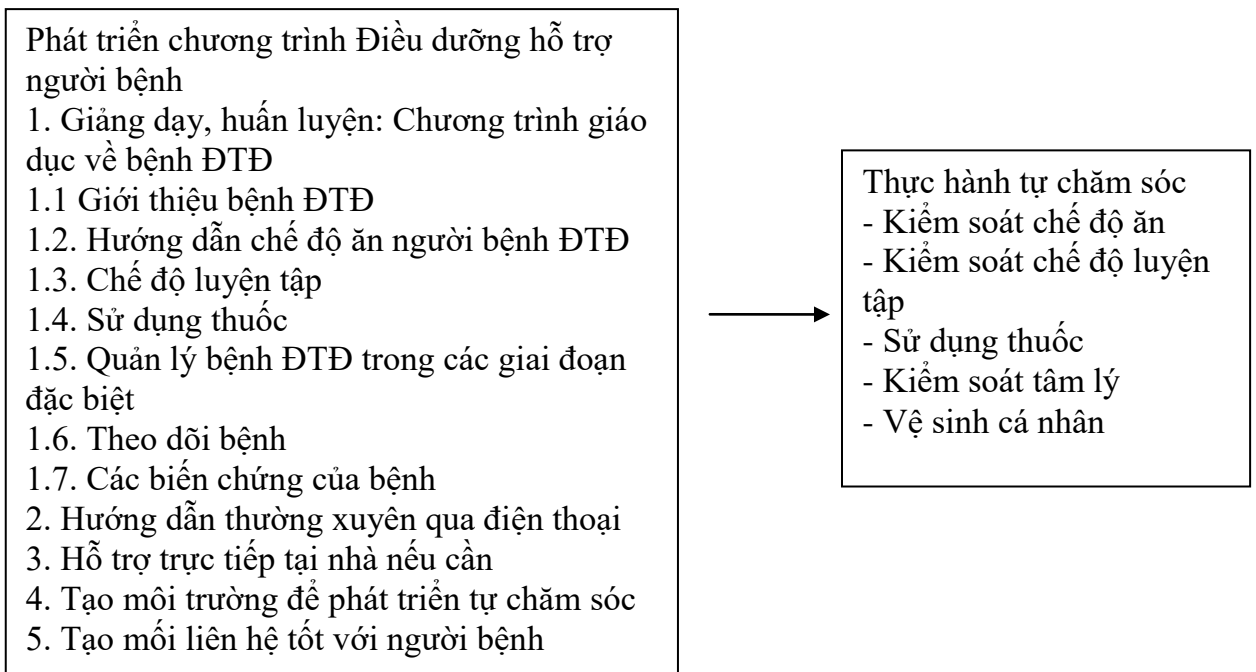 Phát triển chương trình Điều dưỡng hỗ trợ
người bệnh
1. Giảng dạy, huấn luyện: Chương trình giáo
dục về bệnh ĐTĐ
1.1 Giới thiệu bệnh ĐTĐ
1.2. Hướng dẫn chế độ ăn người bệnh ĐTĐ
1.3. Chế độ luyện tập
1.4. Sử dụng thuốc
1.5. Quản lý bệnh ĐTĐ trong các giai đoạn
đặc biệt
1.6. Theo dõi bệnh
1.7. Các biến chứng của bệnh
2. Hướng dẫn thường xuyên qua điện thoại
3. Hỗ trợ trực tiếp tại nhà nếu cần
4. Tạo môi trường để phát triển tự chăm sóc
5. Tạo mối liên hệ tốt với người bệnh
Thực hành tự chăm sóc
- Kiểm soát chế độ ăn
- Kiểm soát chế độ luyện
tập
- Sử dụng thuốc
- Kiểm soát tâm lý
- Vệ sinh cá nhân